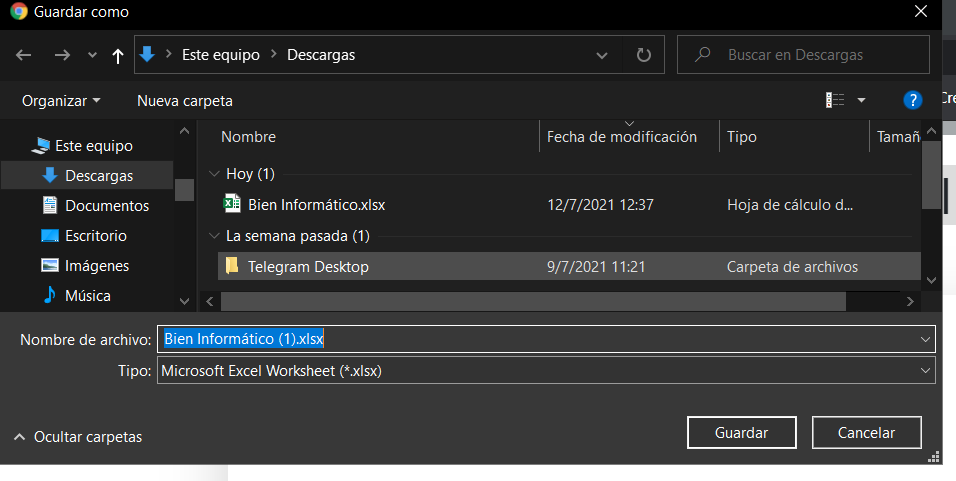 Guardar como
Este equipo Descargas
Buscar en Descargas
Organizar Nueva carpeta
Nombre Fecha de modificación Tipo Tamañ
Este equipo
Descargas
Documentos
Escritorio
Imágenes
Música
Hoy (1)
Bien Informático.xlsx 12/7/2021 12:37 Hoja de cálculo d...
La semana pasada (1)
Telegram Desktop 9/7/2021 11:21 Carpeta de archivos
Nombre de archivo: Bien Informático (1).xlsx
Tipo: Microsoft Excel Worksheet (*.xlsx)
Ocultar carpetas
Guardar Cancelar